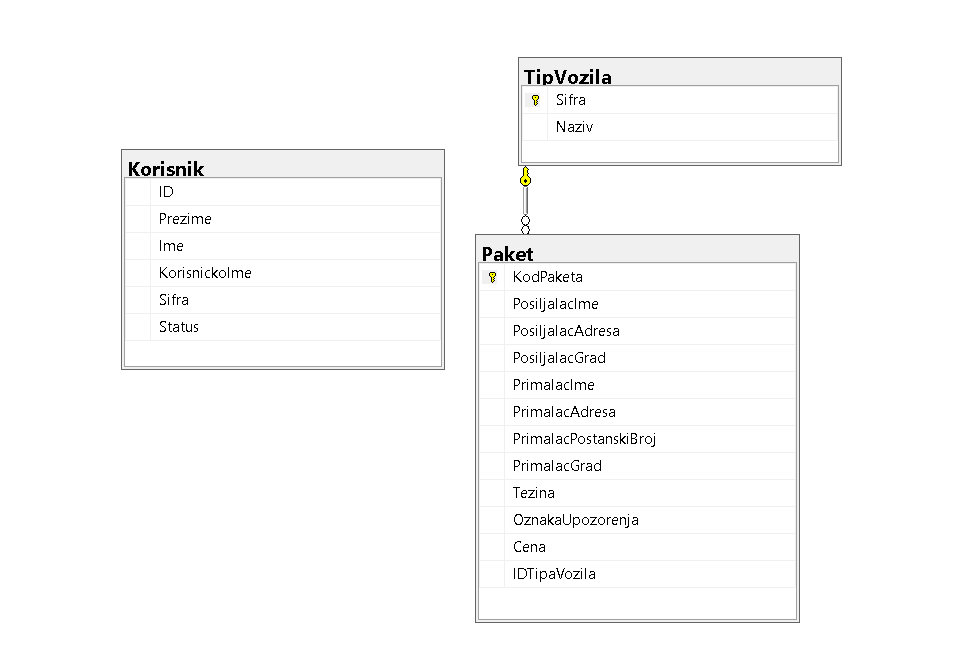 TipVozila
Sifra
Naziv
Korisnik
ID
Prezime
Ime
KorisnickoIme
Sifra
Status
Paket
KodPaketa
PosiljalacIme
PosiljalacAdresa
PosiljalacGrad
PrimalacIme
PrimalacAdresa
PrimalacPostanskiBroj
PrimalacGrad
Tezina
OznakaUpozorenja
Cena
IDTipaVozila